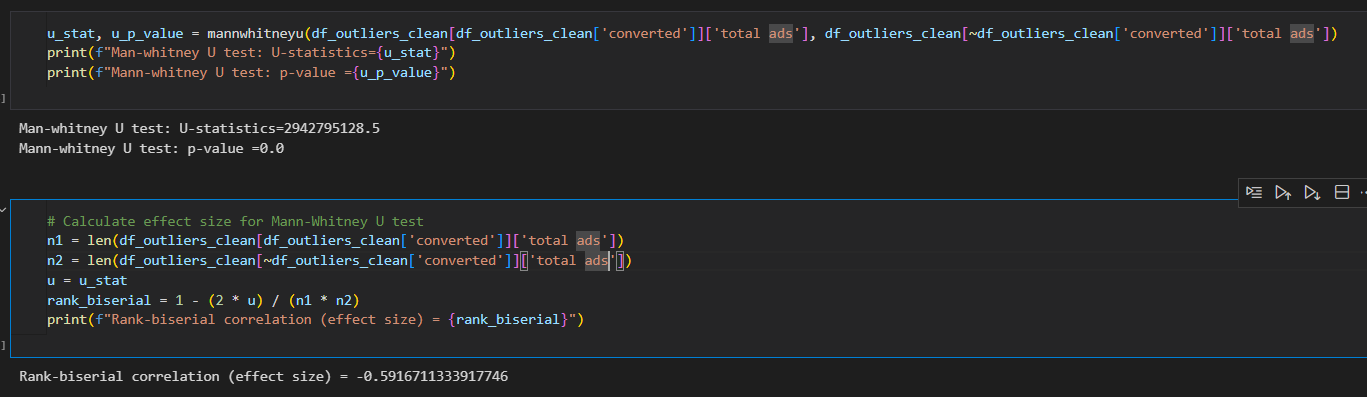 u_stat, u_p_value = mannwhitneyu(df_outliers_clean[df_outliers_clean['converted']]['total ads'], df_outliers_clean[~df_outliers_clean['converted']]['total ads'])
print(f"Man-whitney U test: U-statistics={u_stat}")
print(f"Mann-whitney U test: p-value ={u_p_value}")
]
Man-whitney U test: U-statistics=2942795128.5
Mann-whitney U test: p-value =0.0
# Calculate effect size for Mann-Whitney U test
n1 = len(df_outliers_clean[df_outliers_clean['converted']]['total ads'])
n2 = len(df_outliers_clean[~df_outliers_clean['converted']]['total ads'])
u = u_stat
rank_biserial = 1 - (2 * u) / (n1 * n2)
print(f"Rank-biserial correlation (effect size) = {rank_biserial}")
]
Rank-biserial correlation (effect size) = -0.5916711333917746